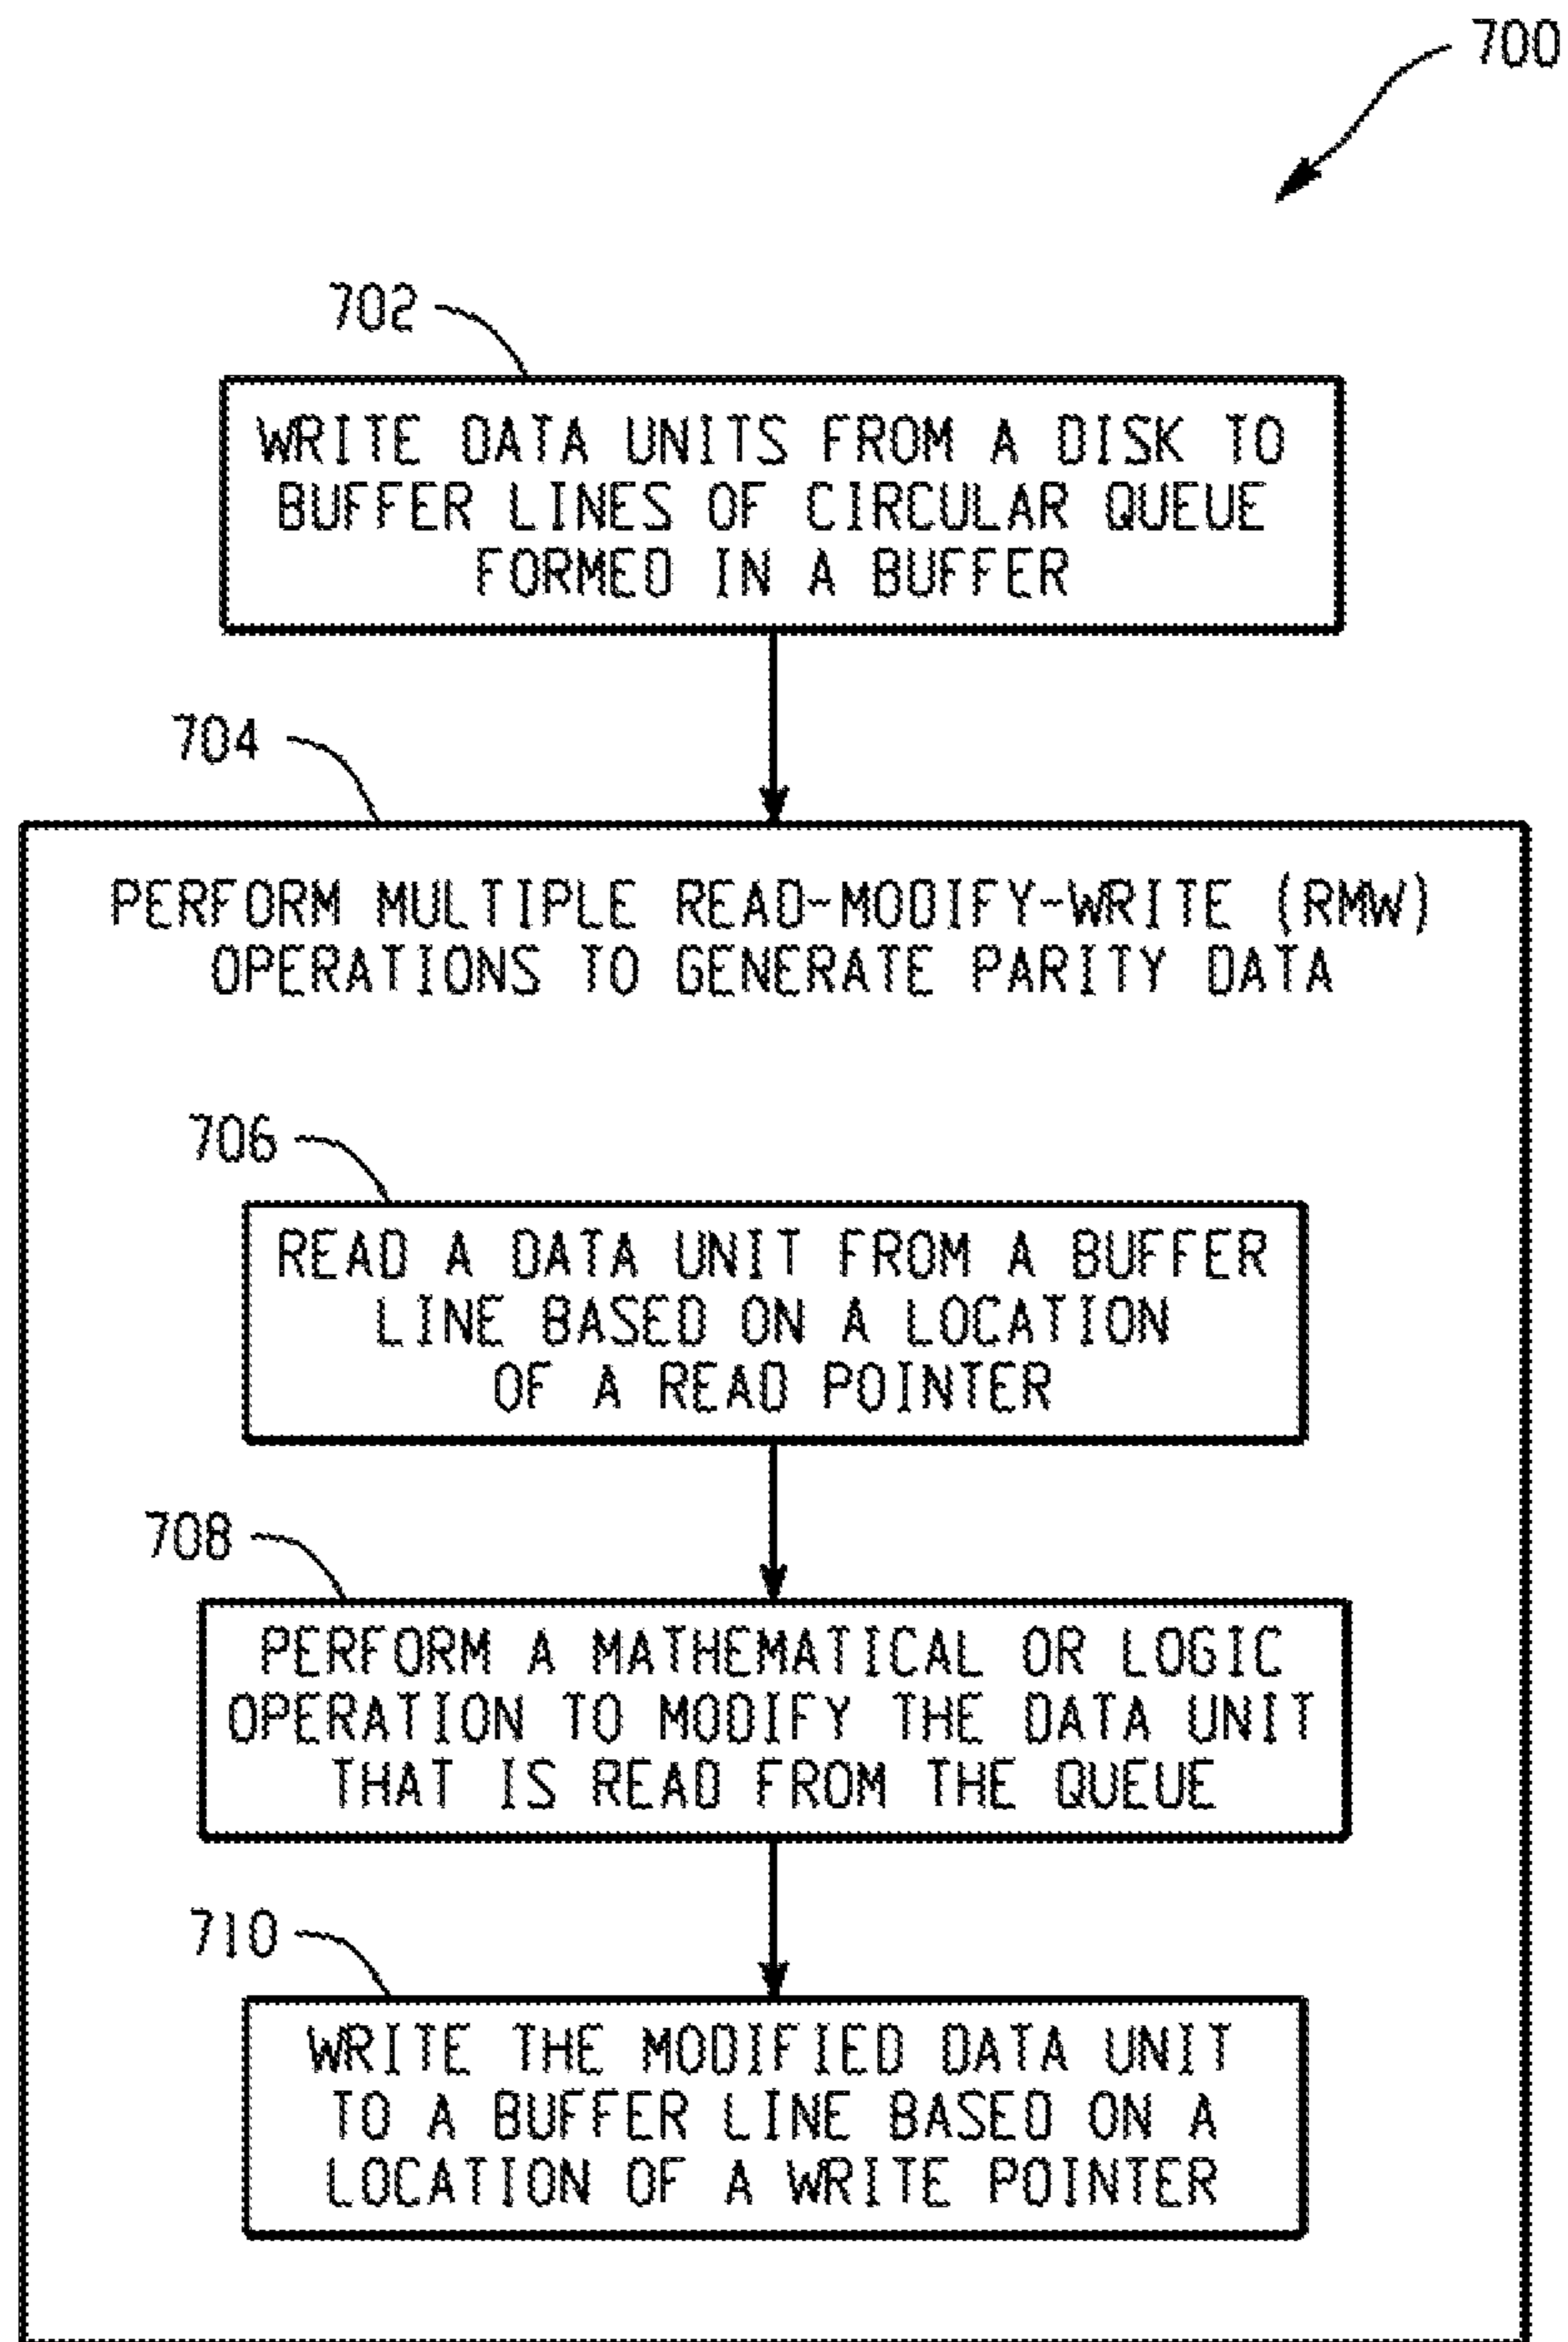 700
702
WRITE DATA UNITS FROM A DISK TO
BUFFER LINES OF CIRCULAR QUEUE
FORMED IN A BUFFER
704
PERFORM MULTIPLE READ-MODIFY-WRITE (RMW)
OPERATIONS TO GENERATE PARITY DATA
706
READ A DATA UNIT FROM A BUFFER
LINE BASED ON A LOCATION
OF A READ POINTER
708
PERFORM A MATHEMATICAL OR LOGIC
OPERATION TO MODIFY THE DATA UNIT
THAT IS READ FROM THE QUEUE
710
WRITE THE MODIFIED DATA UNIT
TO A BUFFER LINE BASED ON A
LOCATION OF A WRITE POINTER